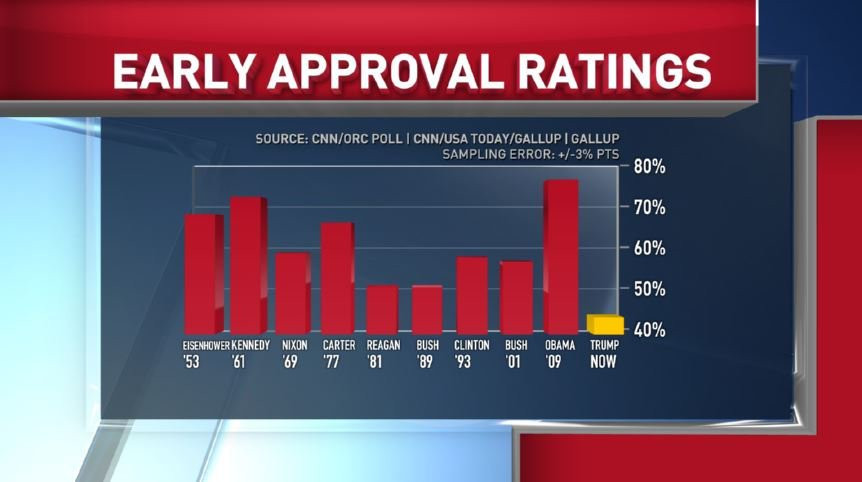 EARLY APPROVAL RATINGS
SOURCE: CNN/ORC POLL | CNN/USA TODAY/GALLUP | GALLUP
SAMPLING ERROR: +/-3% PTS
80%
70%
60%
50%
40%
EISENHOWER KENNEDY NIXON CARTER REAGAN BUSH CLINTON BUSH OBAMA TRUMP
'53 '61 '69 '77 '81 '89 '93 '01 '09 NOW